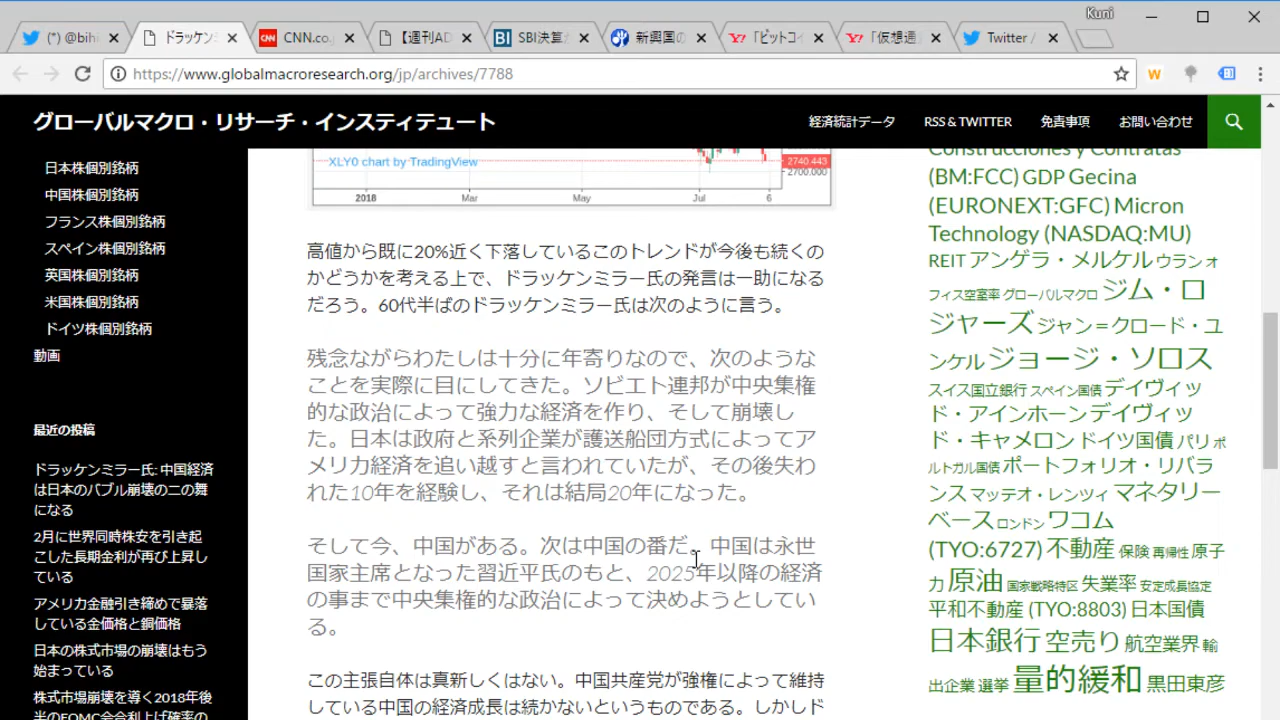 Kuni
(*) @bih
ドラッケン
CNN.co.
【週刊AD
BI SBI決算
新興国の
「ビットコイ
「仮想通
Twitter /
https://www.globalmacroresearch.org/jp/archives/7788
グローバルマクロ・リサーチ・インスティテュート
経済統計データ
RSS & TWITTER
免責事項
お問い合わせ
日本株個別銘柄
中国株個別銘柄
フランス株個別銘柄
スペイン株個別銘柄
英国株個別銘柄
米国株個別銘柄
ドイツ株個別銘柄
動画
最近の投稿
ドラッケンミラー氏: 中国経済
は日本のバブル崩壊の二の舞
になる
2月に世界同時株安を引き起
こした長期金利が再び上昇し
ている
アメリカ金融引き締めで暴落
している金価格と銅価格
日本の株式市場の崩壊はもう
始まっている
株式市場崩壊を導く2018年後
半のFOMC会合利上げ確率の
XLY0 chart by TradingView
2740.443
2700.000
2018
Mar
May
Jul
6
高値から既に20%近く下落しているこのトレンドが今後も続くの
かどうかを考える上で、ドラッケンミラー氏の発言は一助になる
だろう。60代半ばのドラッケンミラー氏は次のように言う。
残念ながらわたしは十分に年寄りなので、次のような
ことを実際に目にしてきた。ソビエト連邦が中央集権
的な政治によって強力な経済を作り、そして崩壊し
た。日本は政府と系列企業が護送船団方式によってア
メリカ経済を追い越すと言われていたが、その後失わ
れた10年を経験し、それは結局20年になった。
そして今、中国がある。次は中国の番だ。中国は永世
国家主席となった習近平氏のもと、2025年以降の経済
の事まで中央集権的な政治によって決めようとしてい
る。
この主張自体は真新しくはない。中国共産党が強権によって維持
している中国の経済成長は続かないというものである。しかしド
Construcciones y Contratas
(BM:FCC) GDP Gecina
(EURONEXT:GFC) Micron
Technology (NASDAQ:MU)
REIT アンゲラ・メルケル ウラン オ
フィス空室率 グローバルマクロ ジム・ロ
ジャーズ ジャン＝クロード・ユ
ンケル ジョージ・ソロス
スイス国立銀行 スペイン国債 デイヴィッ
ド・アインホーン デイヴィッ
ド・キャメロン ドイツ国債 パリ ポ
ルトガル国債 ポートフォリオ・リバラ
ンス マッテオ・レンツィ マネタリー
ベース ロンドン ワコム
(TYO:6727) 不動産 保険 再帰性 原子
力 原油 国家戦略特区 失業率 安定成長協定
平和不動産 (TYO:8803) 日本国債
日本銀行 空売り 航空業界 輸
出企業 選挙 量的緩和 黒田東彦